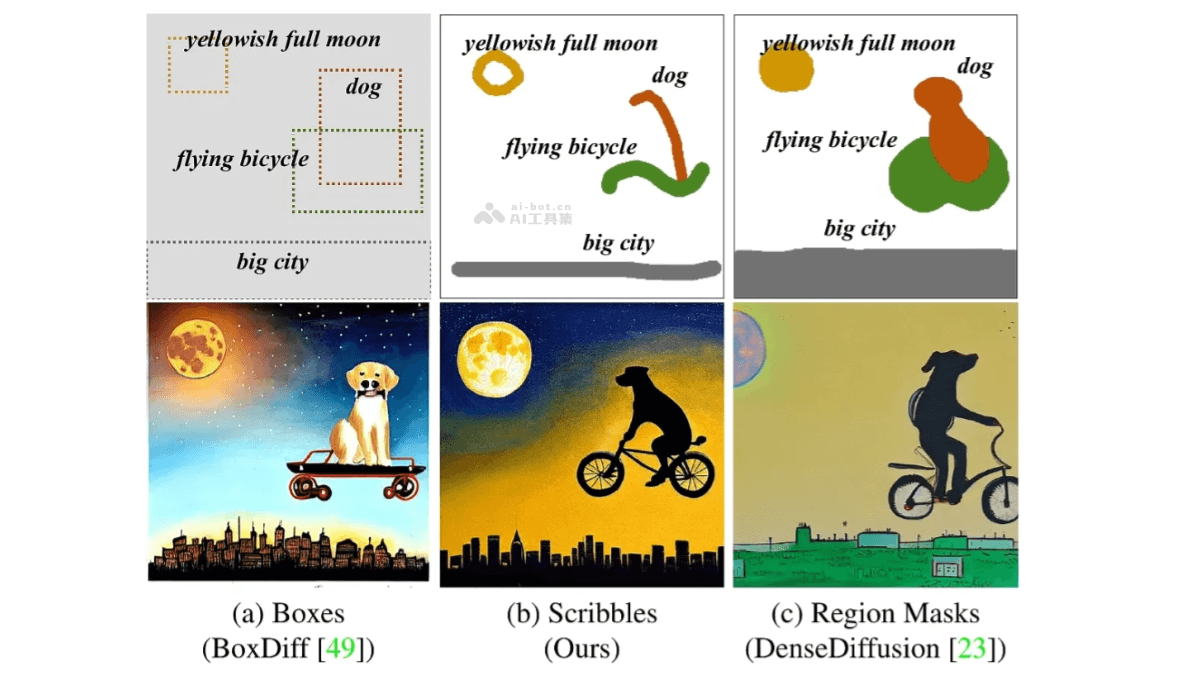 yellowish full moon
dog
flying bicycle
big city
yellowish full moon
dog
flying bicycle
ai-bot.cn
AI工具集
big city
yellowish full moon
dog
flying bicycle
big city
(a) Boxes
(BoxDiff [49])
(b) Scribbles
(Ours)
(c) Region Masks
(DenseDiffusion [23])